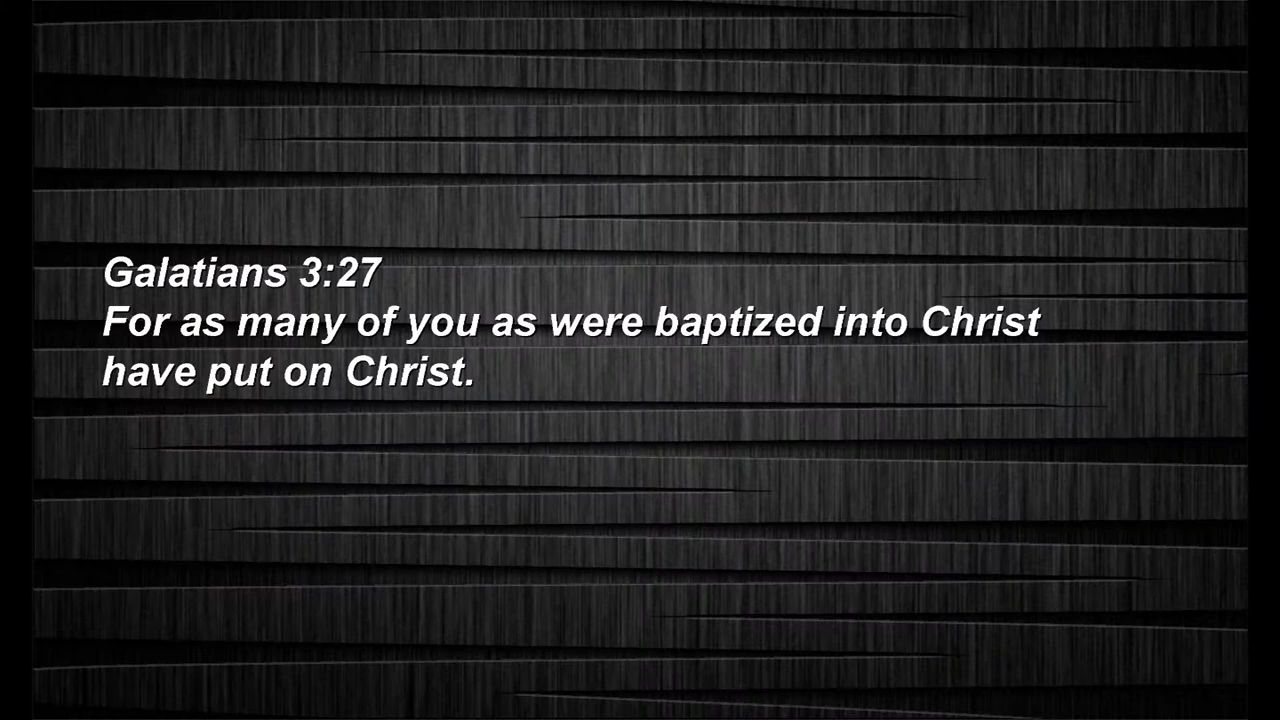 Galatians 3:27
For as many of you as were baptized into Christ
have put on Christ.